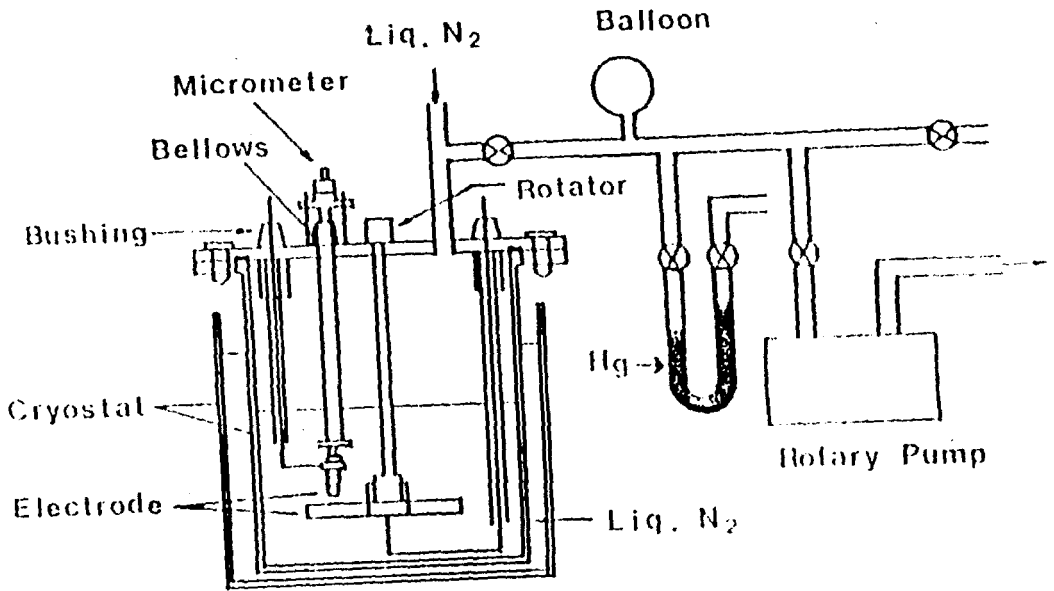 Liq. N2
Balloon
Micrometer
Bellows
Rotator
Bushing
Hg
Cryostat
Rotary Pump
Electrode
Liq. N2